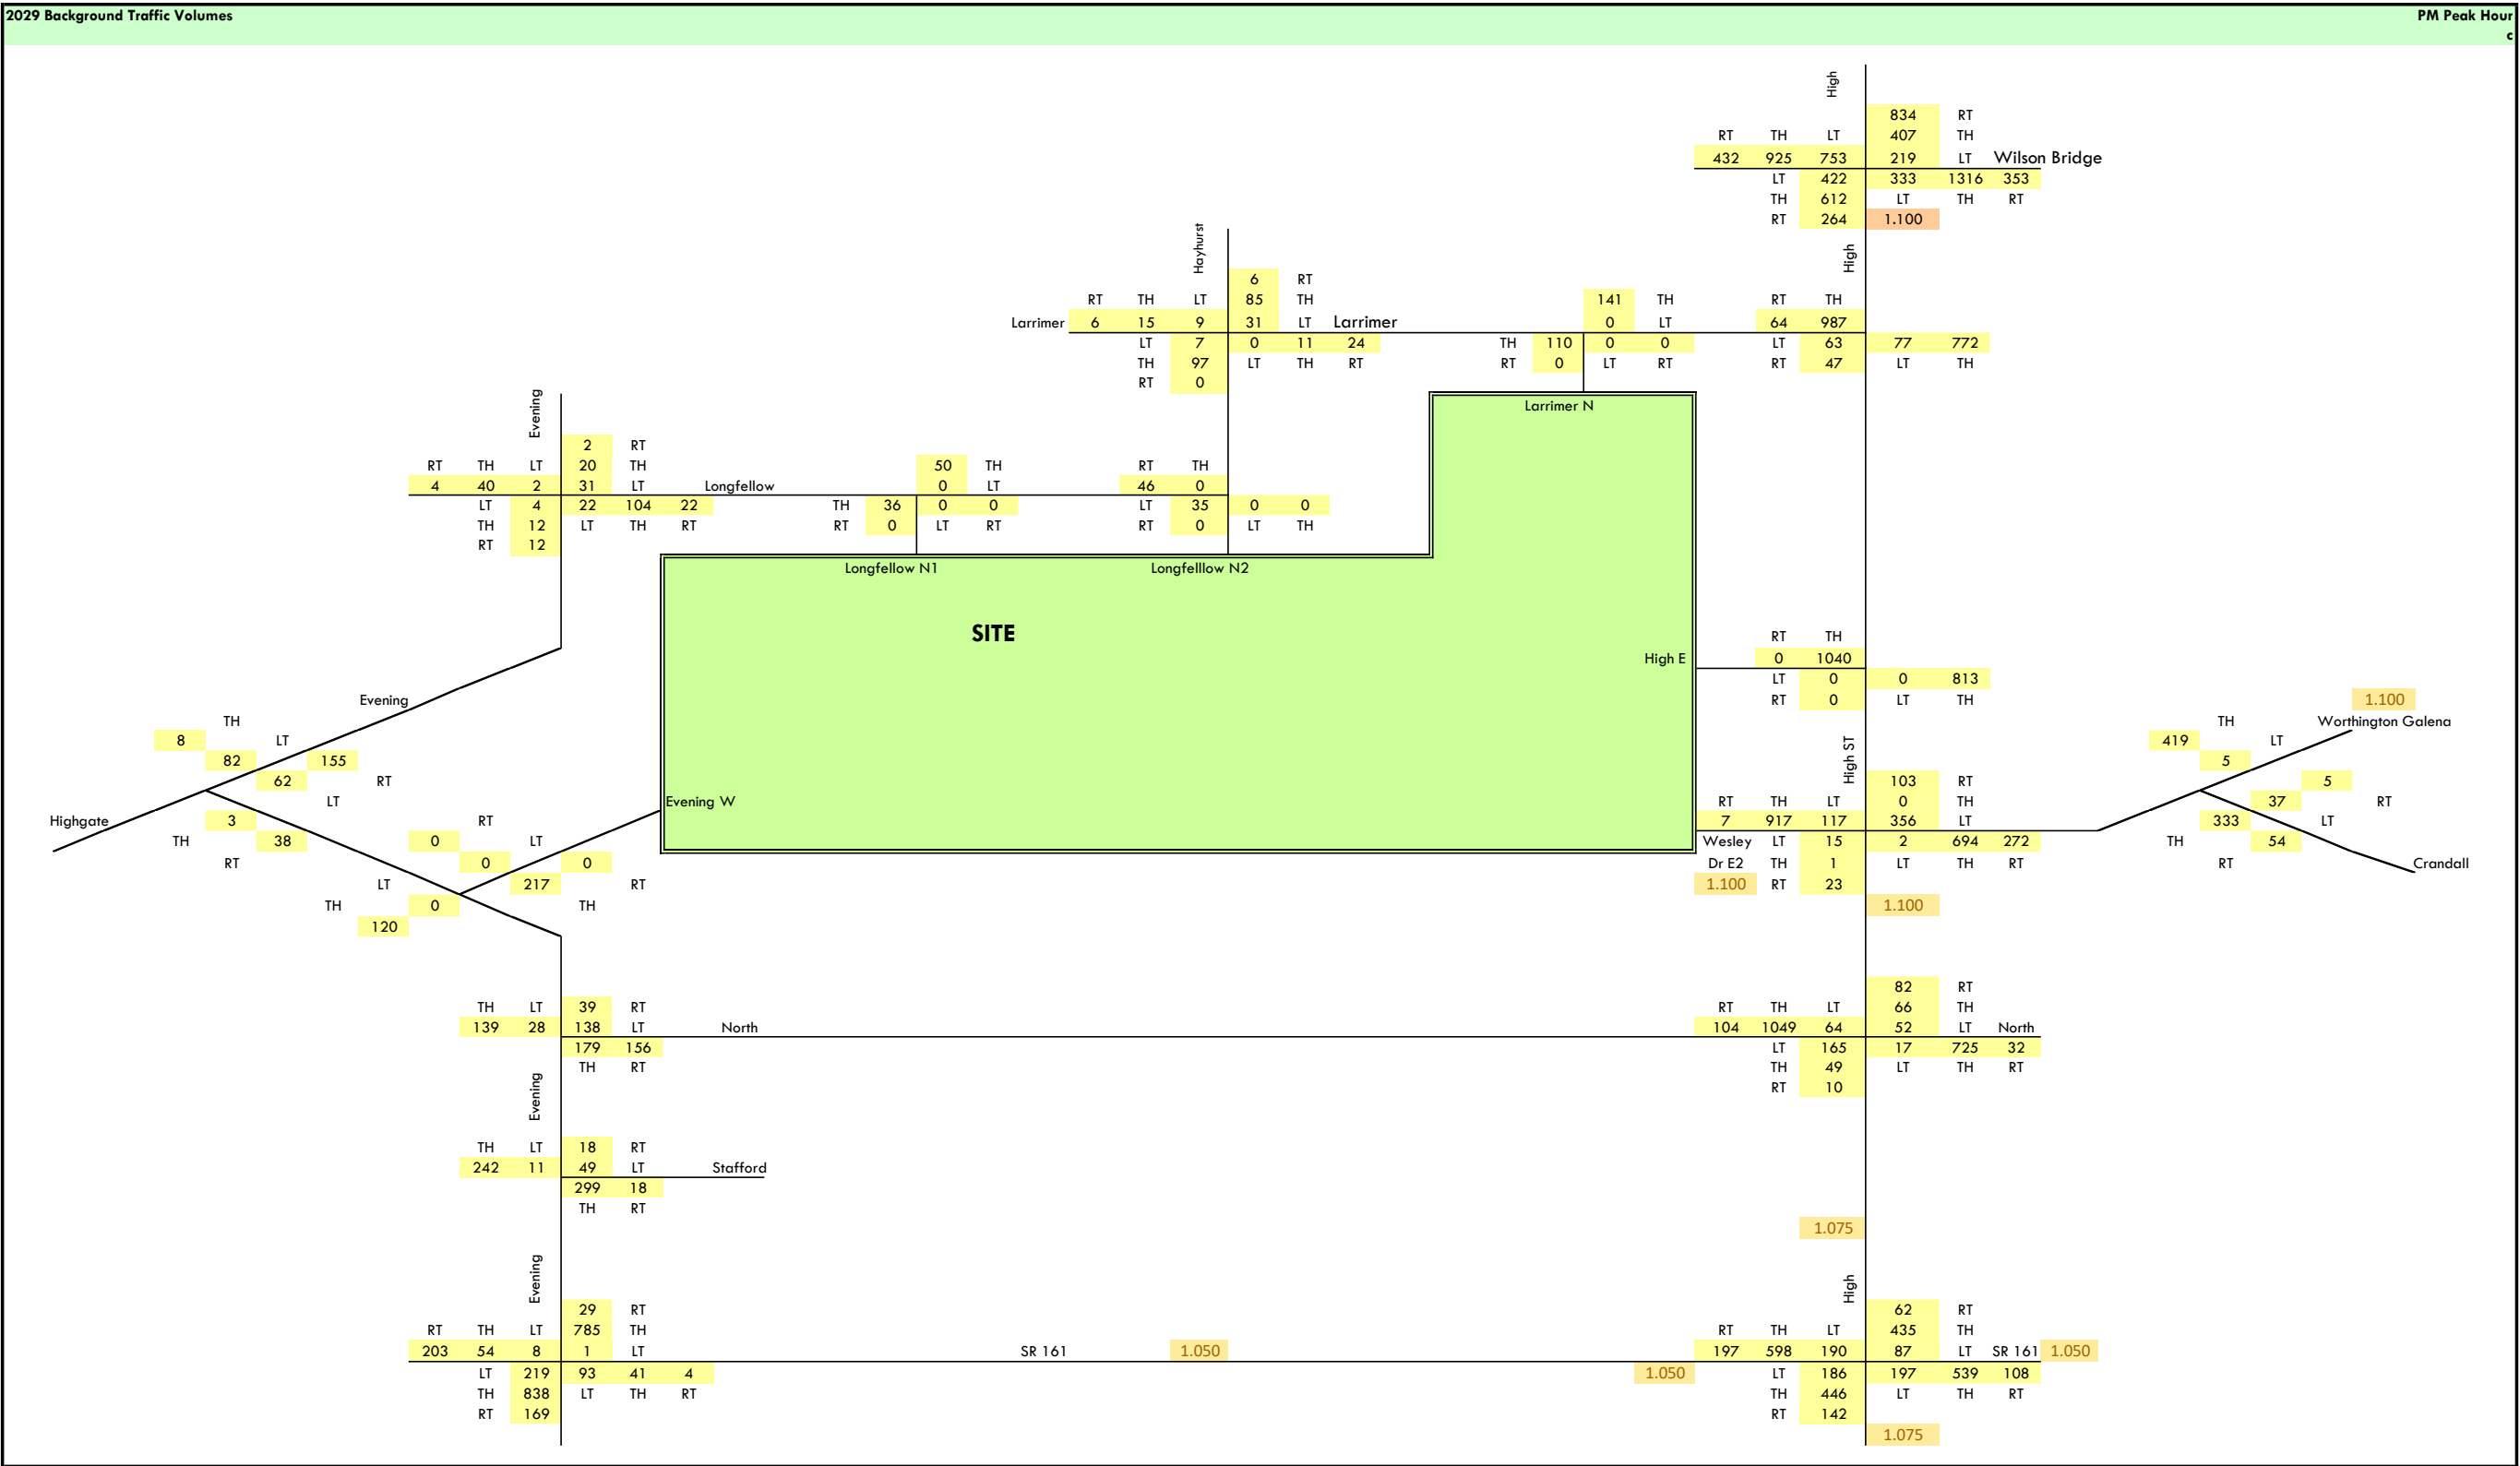 2029 Background Traffic Volumes
PM Peak Hour
c
High
834 RT
RT TH LT 407 TH
432 925 753 219 LT Wilson Bridge
LT 422 333 1316 353
TH 612 LT TH RT
RT 264 1.100
Hayhurst
High
6 RT
RT TH LT 85 TH 141 TH RT TH
Larrimer 6 15 9 31 LT Larrimer 0 LT 64 987
LT 7 0 11 24 TH 110 0 0 LT 63 77 772
TH 97 LT TH RT RT 0 LT RT RT 47 LT TH
RT 0
Evening
Larrimer N
2 RT
RT TH LT 20 TH 50 TH RT TH
4 40 2 31 LT Longfellow 0 LT 46 0
LT 4 22 104 22 TH 36 0 0 LT 35 0 0
TH 12 LT TH RT RT 0 LT RT RT 0 LT TH
RT 12
Longfellow N1 Longfelllow N2
SITE
RT TH
High E 0 1040
LT 0 0 813
RT 0 LT TH
Evening
1.100
TH
TH Worthington Galena
8 LT
419 LT
82 155
5
62 RT
High ST
103 RT
5
LT
Evening W
RT TH LT 0 TH
37 RT
Highgate 3 RT
7 917 117 356 LT
333 LT
TH 38 0 LT
Wesley LT 15 2 694 272
TH 54
RT 0 0
Dr E2 TH 1 LT TH RT
RT Crandall
LT 217 RT
1.100 RT 23
TH 0 TH
1.100
120
82 RT
TH LT 39 RT RT TH LT 66 TH
139 28 138 LT North 104 1049 64 52 LT North
179 156 LT 165 17 725 32
TH RT TH 49 LT TH RT
Evening
RT 10
TH LT 18 RT
242 11 49 LT Stafford
299 18
TH RT
1.075
Evening
High
29 RT 62 RT
RT TH LT 785 TH RT TH LT 435 TH
203 54 8 1 LT SR 161 1.050 197 598 190 87 LT SR 161 1.050
LT 219 93 41 4 1.050 LT 186 197 539 108
TH 838 LT TH RT TH 446 LT TH RT
RT 169 RT 142
1.075